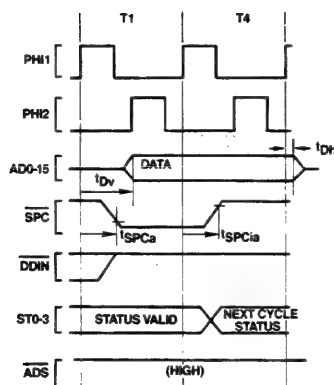 T1 T4
PHI1
PHI2
AD0-15 DATA tDh
tDv
SPC
tSPCa tSPCia
DDIN
ST0-3 STATUS VALID NEXT CYCLE
STATUS
ADS (HIGH)